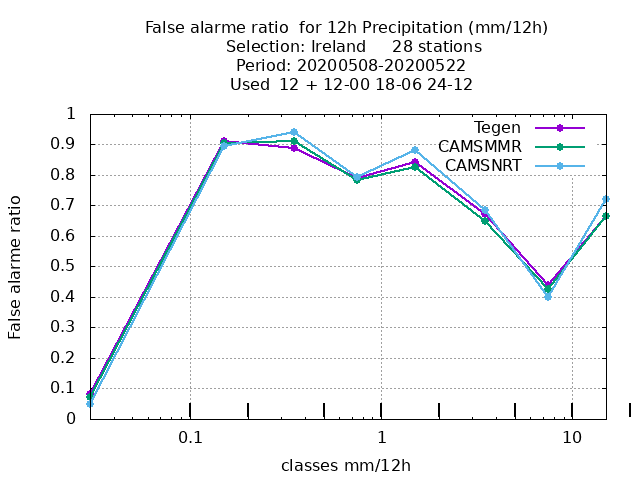 False alarme ratio  for 12h Precipitation (mm/12h)
Selection: Ireland     28 stations
Period: 20200508-20200522
Used  12 + 12-00 18-06 24-12
Tegen
CAMSMMR
CAMSNRT
False alarme ratio
1
0.9
0.8
0.7
0.6
0.5
0.4
0.3
0.2
0.1
0
0.1 1 10
classes mm/12h